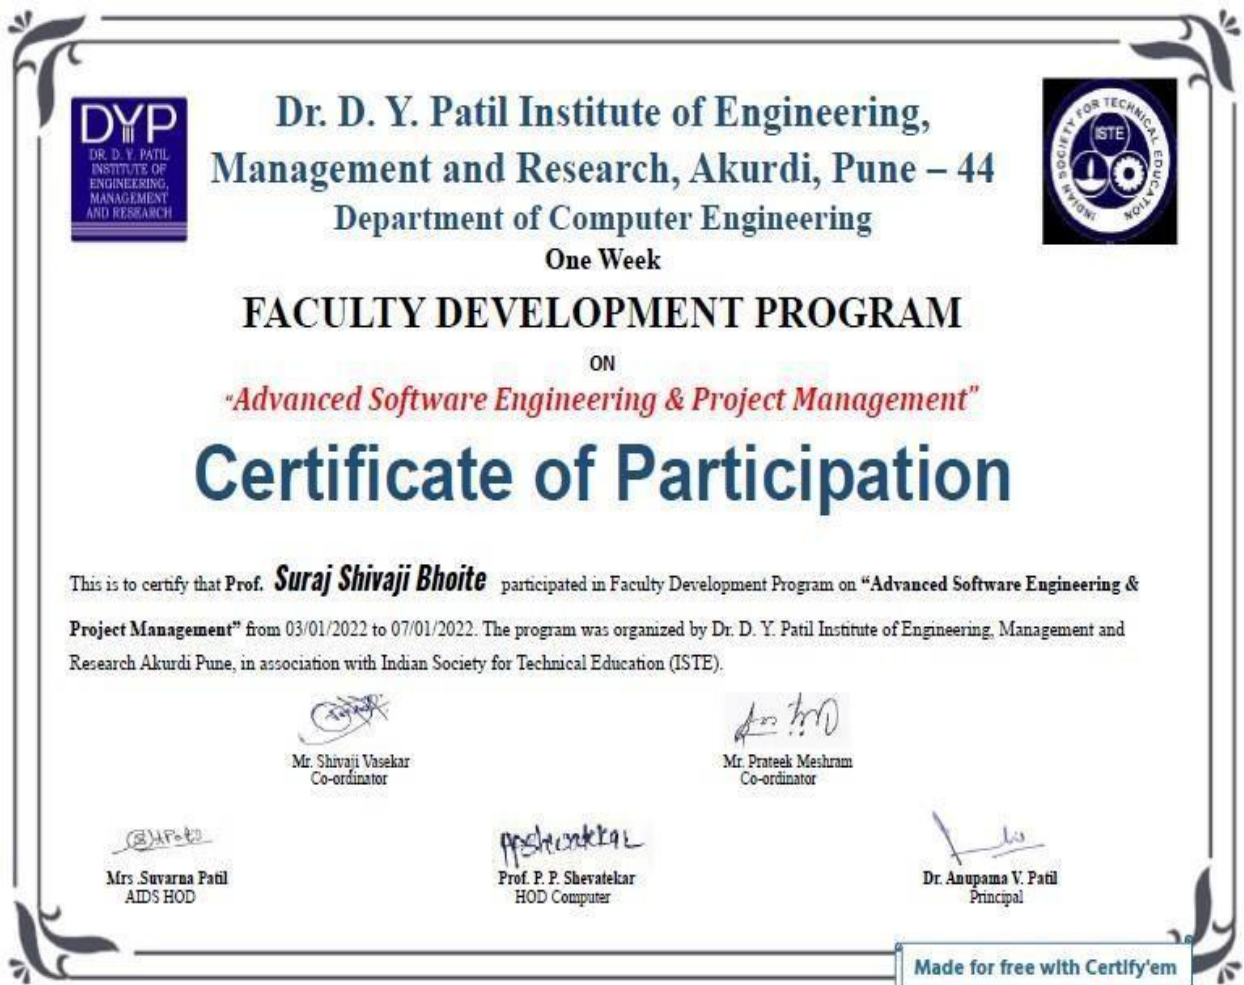 DYP
DR. D. Y. PATIL
INSTITUTE OF
ENGINEERING,
MANAGEMENT
AND RESEARCH
Dr. D. Y. Patil Institute of Engineering,
Management and Research, Akurdi, Pune – 44
Department of Computer Engineering
INDIAN SOCIETY FOR TECHNICAL EDUCATION
ISTE
One Week
FACULTY DEVELOPMENT PROGRAM
ON
“Advanced Software Engineering & Project Management”
Certificate of Participation
This is to certify that Prof. Suraj Shivaji Bhoite participated in Faculty Development Program on “Advanced Software Engineering &
Project Management” from 03/01/2022 to 07/01/2022. The program was organized by Dr. D. Y. Patil Institute of Engineering, Management and
Research Akurdi Pune, in association with Indian Society for Technical Education (ISTE).
Mr. Shivaji Vasekar
Co-ordinator
Mr. Prateek Meshram
Co-ordinator
Mrs .Suvarna Patil
AIDS HOD
Prof. P. P. Shevatekar
HOD Computer
Dr. Anupama V. Patil
Principal
Made for free with Certify'em